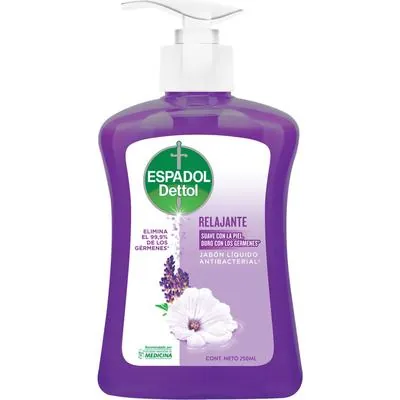 ESPADOL
Dettol
RELAJANTE
ELIMINA
EL 99,9%
DE LOS
GÉRMENES*
SUAVE CON LA PIEL,
DURO CON LOS GÉRMENES*
JABÓN LÍQUIDO
ANTIBACTERIAL*
MEDICINA
CONT. NETO 250ML